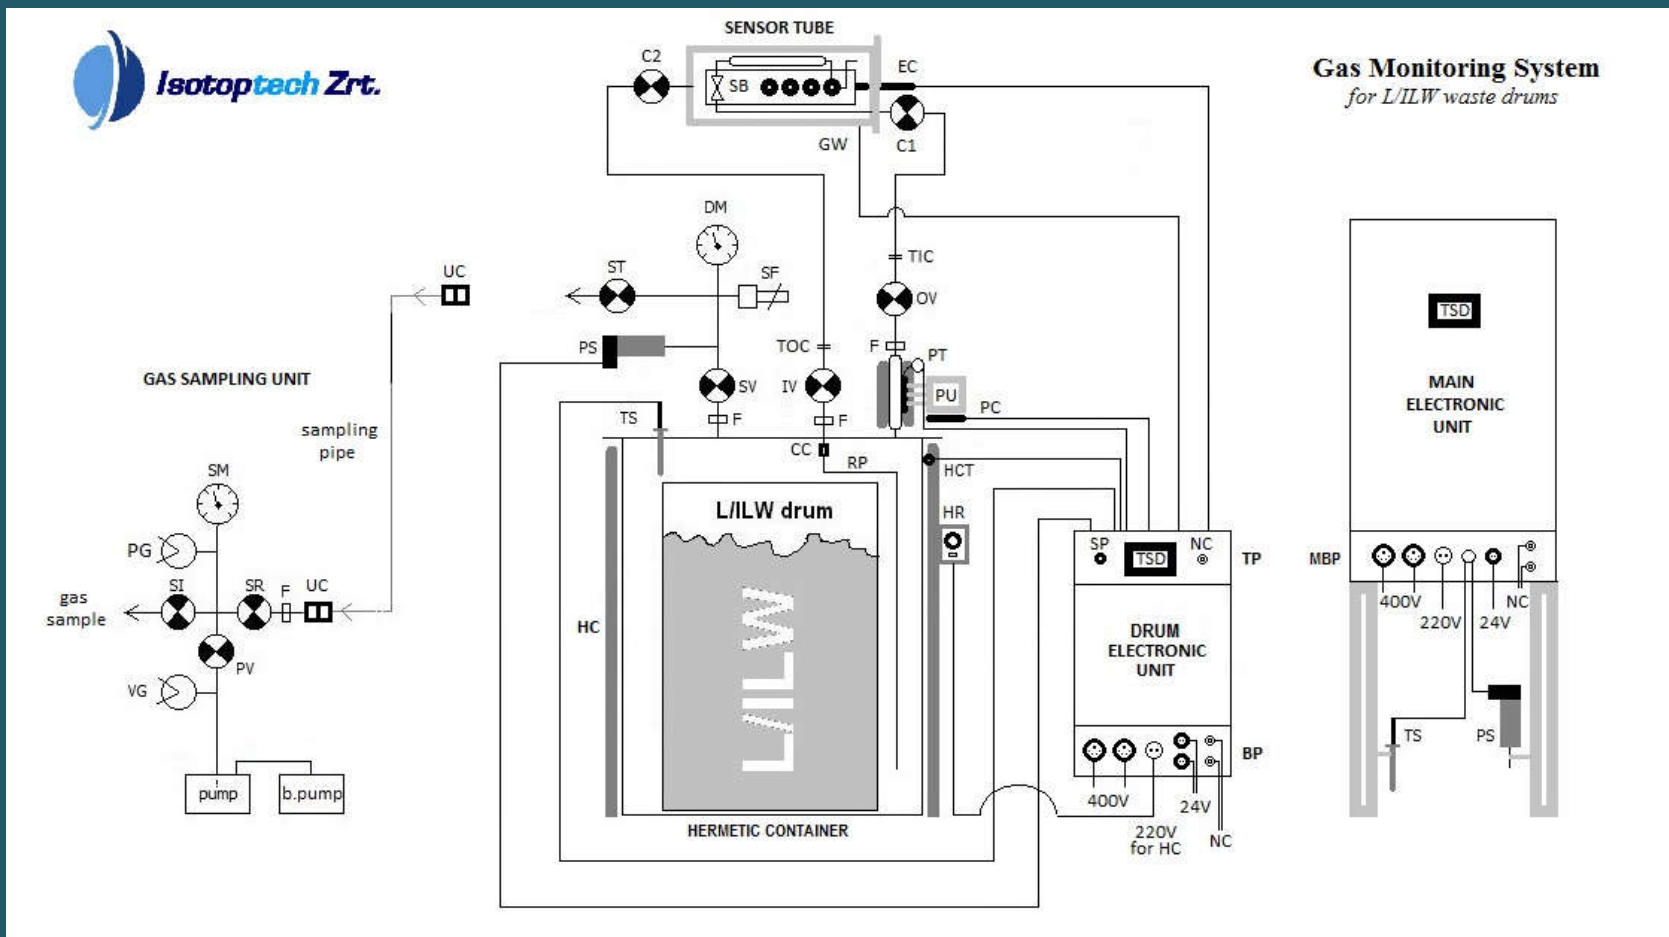 Isotoptech Zrt.
SENSOR TUBE
Gas Monitoring System
for L/ILW waste drums
C2
SB
EC
GW
C1
DM
UC
ST
SF
TIC
OV
PS
TOC
F
PT
GAS SAMPLING UNIT
SV
IV
PU
TS
F
F
PC
sampling
pipe
CC
RP
HCT
SM
L/ILW drum
HR
PG
SP
TSD
NC
TP
SI
SR
F
UC
gas
sample
L/ILW
HC
DRUM
ELECTRONIC
UNIT
PV
VG
BP
pump
b.pump
400V
24V
220V
for HC
NC
HERMETIC CONTAINER
TSD
MAIN
ELECTRONIC
UNIT
MBP
400V
220V
24V
NC
TS
PS